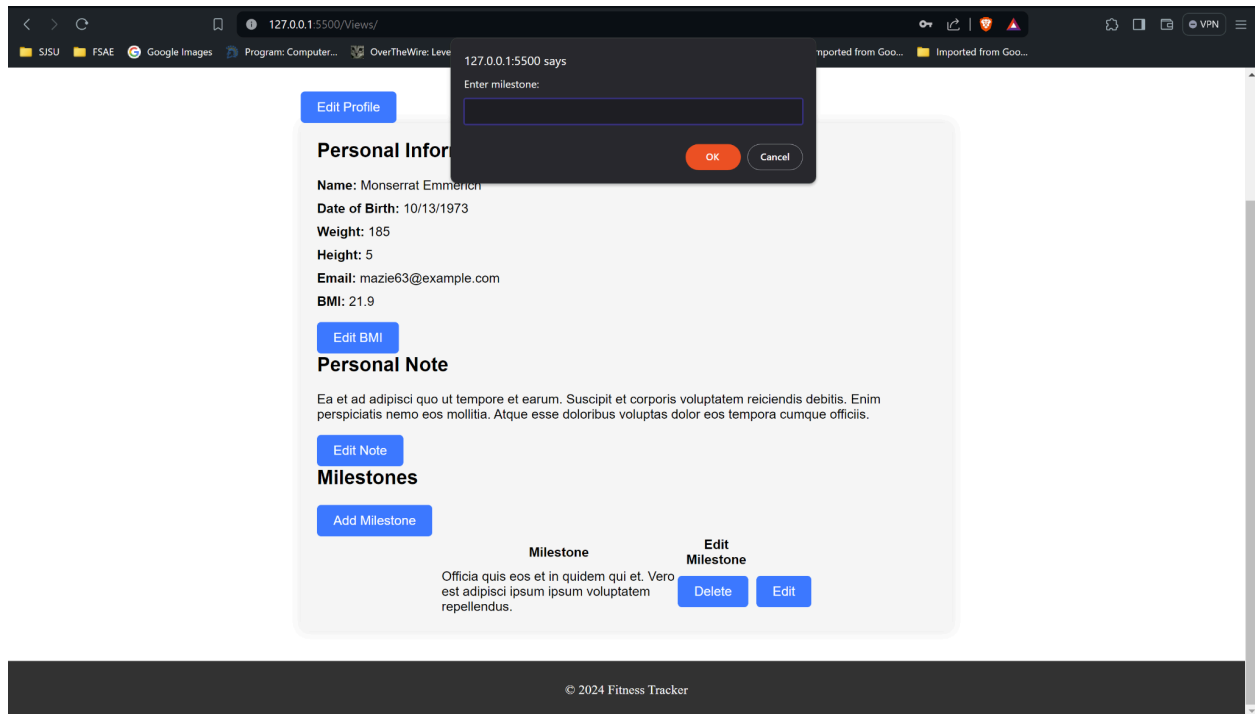 127.0.0.1:5500/Views/
VPN
SJSU FSAE Google Images Program: Computer... OverTheWire: Leve mported from Goo... Imported from Goo...
127.0.0.1:5500 says
Enter milestone:
OK Cancel
Edit Profile
Personal Infor
Name: Monserrat Emmerich
Date of Birth: 10/13/1973
Weight: 185
Height: 5
Email: mazie63@example.com
BMI: 21.9
Edit BMI
Personal Note
Ea et ad adipisci quo ut tempore et earum. Suscipit et corporis voluptatem reiciendis debitis. Enim
perspiciatis nemo eos mollitia. Atque esse doloribus voluptas dolor eos tempora cumque officiis.
Edit Note
Milestones
Add Milestone
Milestone
Edit
Milestone
Officia quis eos et in quidem qui et. Vero
est adipisci ipsum ipsum voluptatem
repellendus.
Delete Edit
© 2024 Fitness Tracker